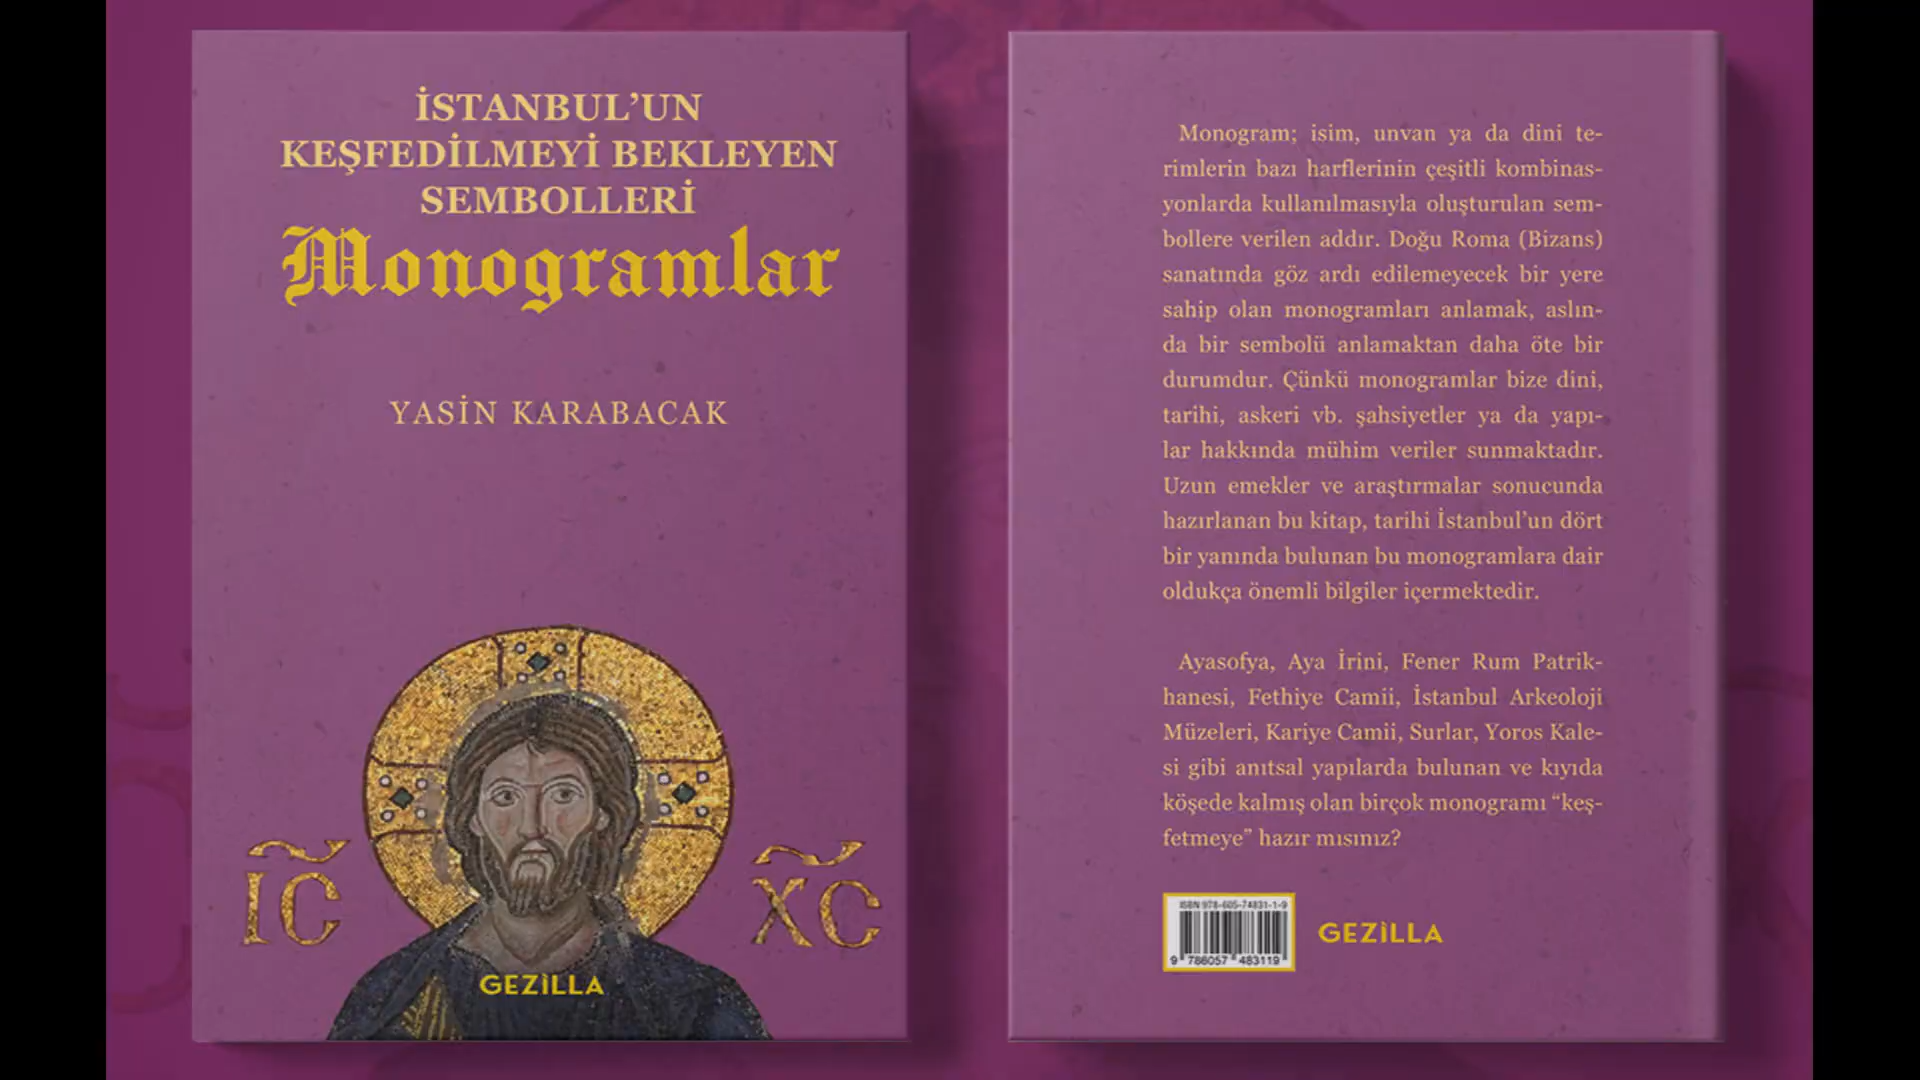 İSTANBUL’UN
KEŞFEDİLMEYİ BEKLEYEN
SEMBOLLERİ
Monogramlar
YASİN KARABACAK
IC
XC
GEZİLLA
Monogram; isim, unvan ya da dini te-
rimlerin bazı harflerinin çeşitli kombinas-
yonlarda kullanılmasıyla oluşturulan sem-
bollere verilen addır. Doğu Roma (Bizans)
sanatında göz ardı edilemeyecek bir yere
sahip olan monogramları anlamak, aslın-
da bir sembolü anlamaktan daha öte bir
durumdur. Çünkü monogramlar bize dini,
tarihi, askeri vb. şahsiyetler ya da yapı-
lar hakkında mühim veriler sunmaktadır.
Uzun emekler ve araştırmalar sonucunda
hazırlanan bu kitap, tarihi İstanbul’un dört
bir yanında bulunan bu monogramlara dair
oldukça önemli bilgiler içermektedir.
Ayasofya, Aya İrini, Fener Rum Patrik-
hanesi, Fethiye Camii, İstanbul Arkeoloji
Müzeleri, Kariye Camii, Surlar, Yoros Kale-
si gibi anıtsal yapılarda bulunan ve kıyıda
köşede kalmış olan birçok monogramı “keş-
fetmeye” hazır mısınız?
ISBN 978-605-74831-1-9
9 786057 483119
GEZİLLA